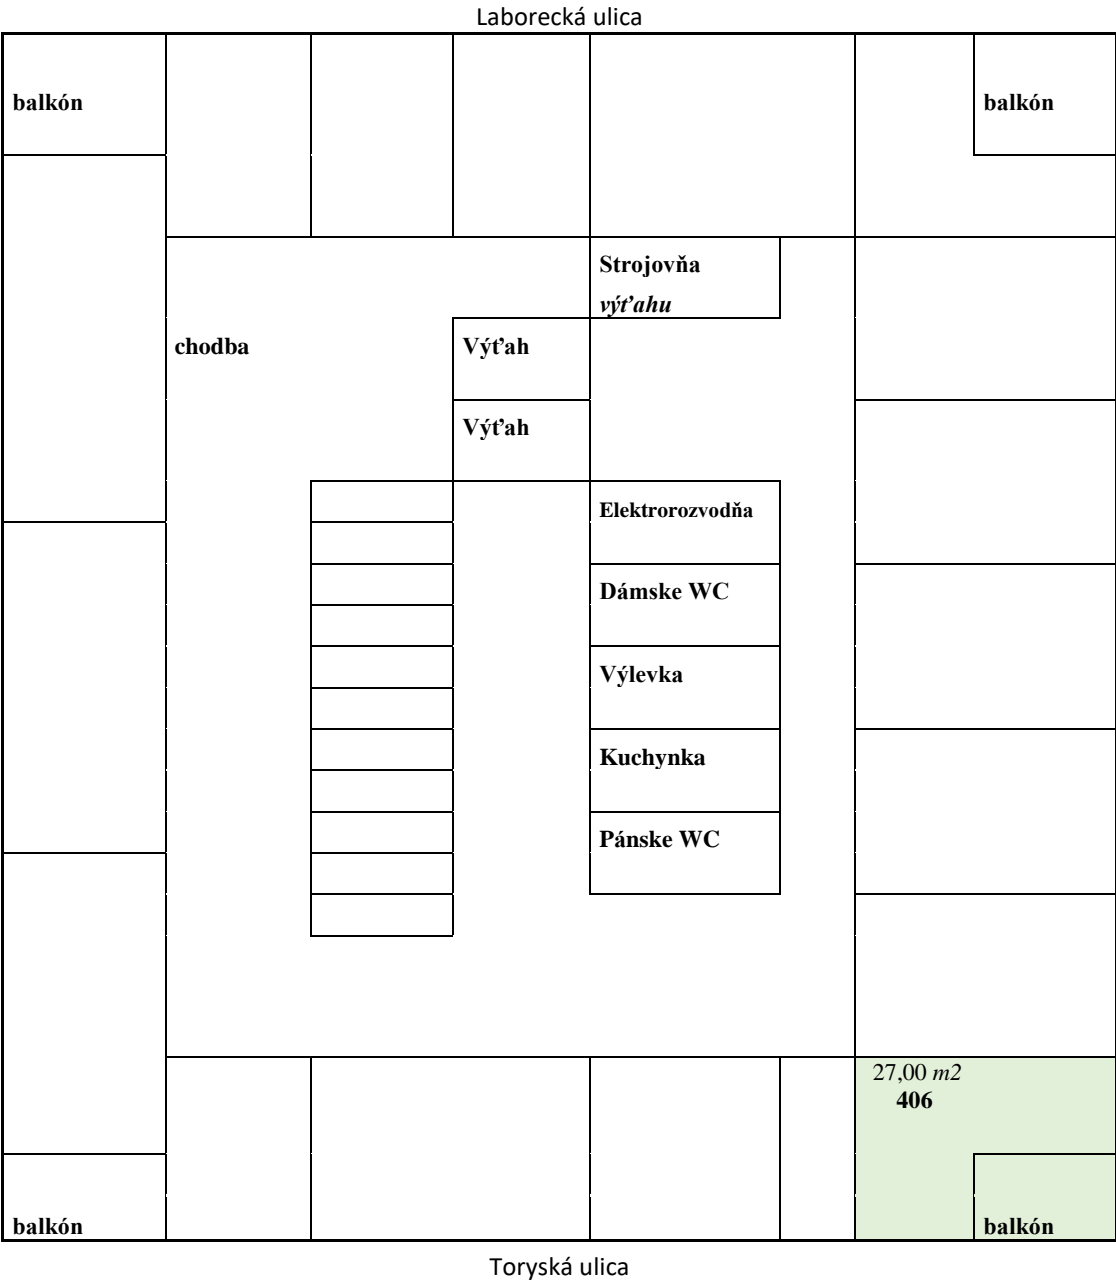 Laborecká ulica
balkón
balkón
Strojovňa
výťahu
chodba
Výťah
Výťah
Elektrorozvodňa
Dámske WC
Výlevka
Kuchynka
Pánske WC
27,00 m2
406
balkón
balkón
Toryská ulica